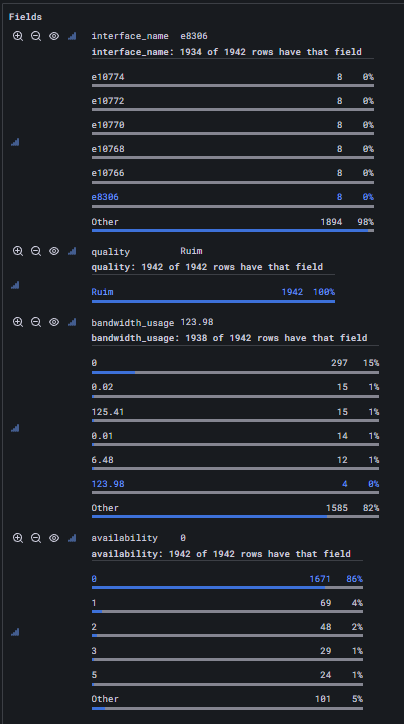 Fields
interface_name e8306
interface_name: 1934 of 1942 rows have that field
e10774 8 0%
e10772 8 0%
e10770 8 0%
e10768 8 0%
e10766 8 0%
e8306 8 0%
Other 1894 98%
quality Ruim
quality: 1942 of 1942 rows have that field
Ruim 1942 100%
bandwidth_usage 123.98
bandwidth_usage: 1938 of 1942 rows have that field
0 297 15%
0.02 15 1%
125.41 15 1%
0.01 14 1%
6.48 12 1%
123.98 4 0%
Other 1585 82%
availability 0
availability: 1942 of 1942 rows have that field
0 1671 86%
1 69 4%
2 48 2%
3 29 1%
5 24 1%
Other 101 5%